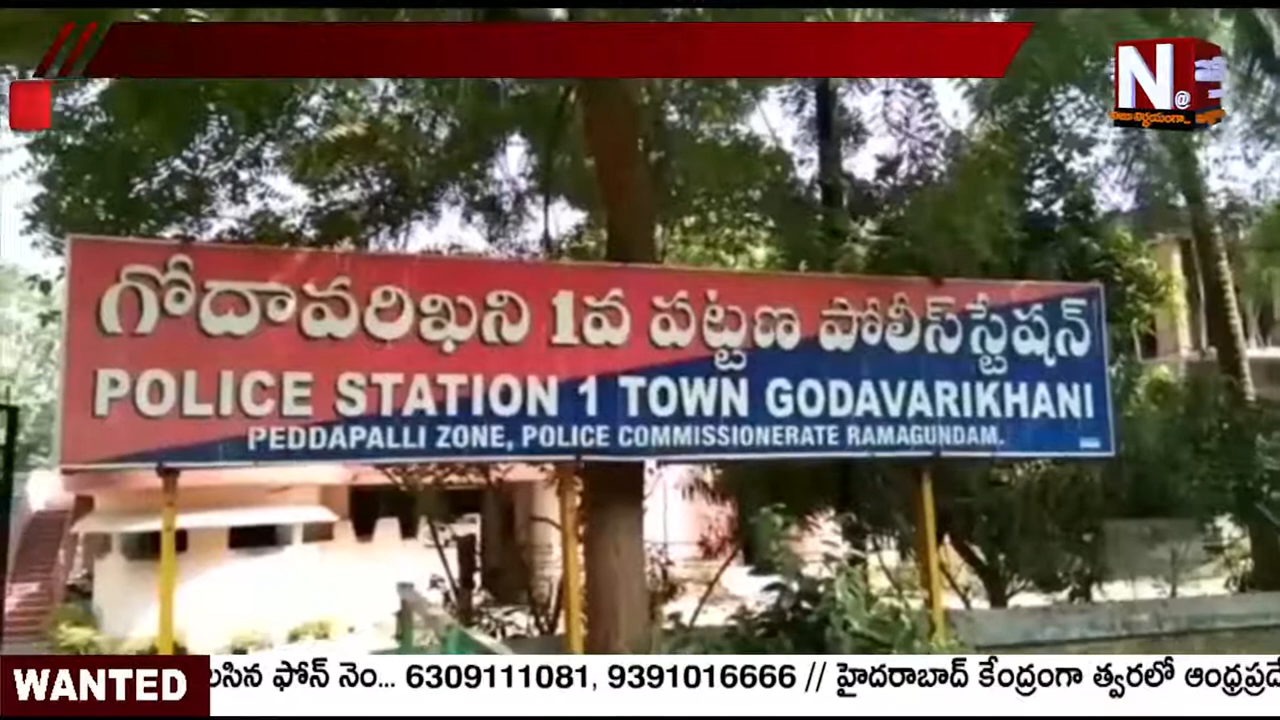 N
@
గోదావరిఖని 1వ పట్టణ పోలీస్ స్టేషన్
POLICE STATION 1 TOWN GODAVARIKHANI
PEDDAPALLI ZONE, POLICE COMMISSIONERATE RAMAGUNDAM.
WANTED
ఫోన్ నెం... 6309111081, 9391016666 // హైదరాబాద్ కేంద్రంగా త్వరలో